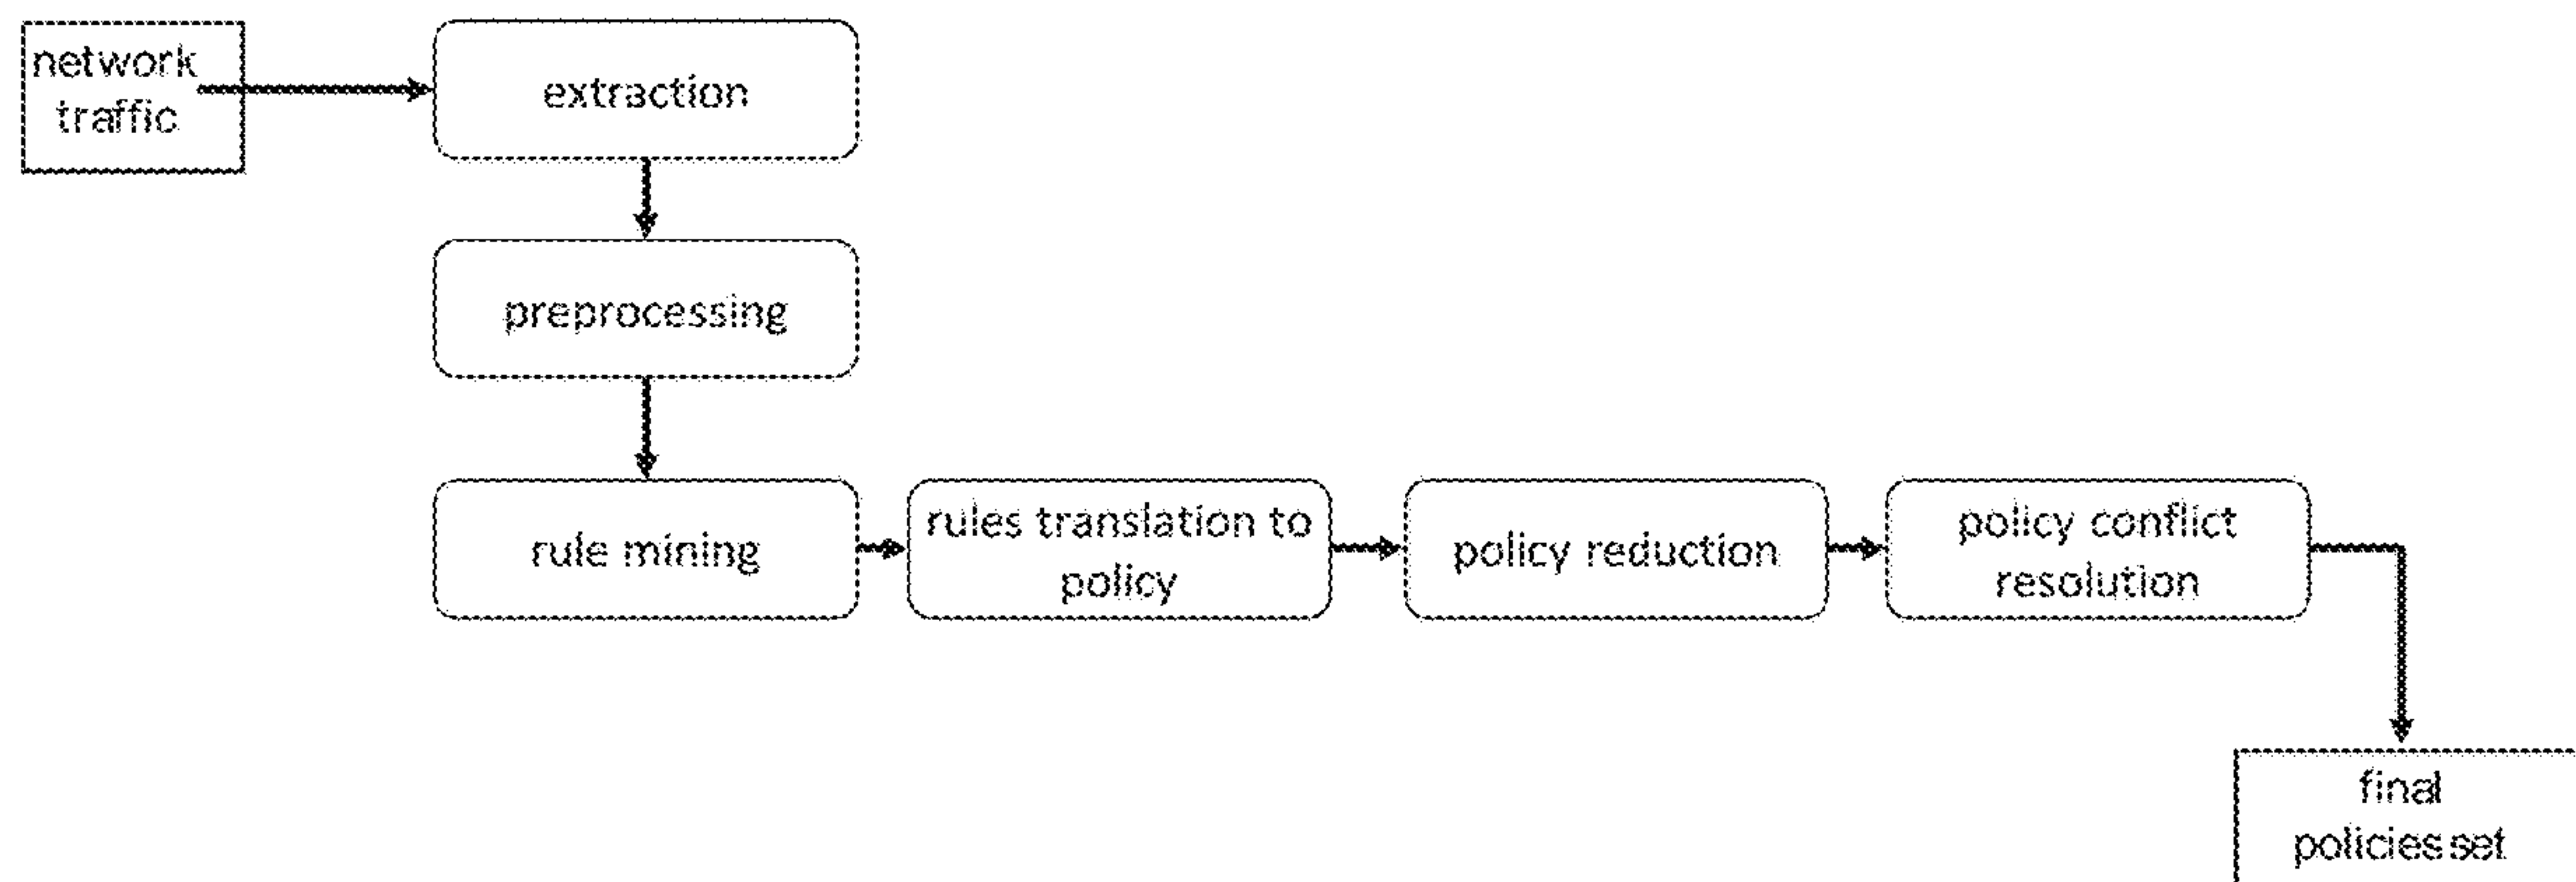 network
traffic
extraction
preprocessing
rule mining
rules translation to
policy
policy reduction
policy conflict
resolution
final
policies set